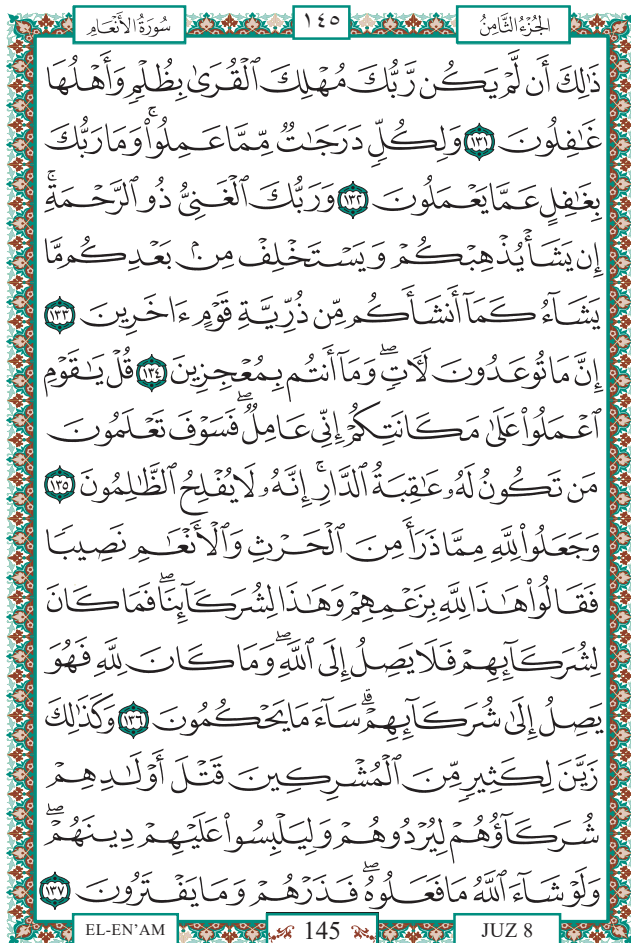 سُورَةُ الْأَنْعَامِ ١٤٥ الْجُزْءُ الثَّامِنُ
ذَٰلِكَ أَن لَّمْ يَكُن رَّبُّكَ مُهْلِكَ ٱلْقُرَىٰ بِظُلْمٍ وَأَهْلُهَا
غَٰفِلُونَ ١٣١ وَلِكُلٍّ دَرَجَٰتٌ مِّمَّا عَمِلُوا۟ۚ وَمَا رَبُّكَ
بِغَٰفِلٍ عَمَّا يَعْمَلُونَ ١٣٢ وَرَبُّكَ ٱلْغَنِىُّ ذُو ٱلرَّحْمَةِۚ
إِن يَشَأْ يُذْهِبْكُمْ وَيَسْتَخْلِفْ مِنۢ بَعْدِكُم مَّا
يَشَآءُ كَمَآ أَنشَأَكُم مِّن ذُرِّيَّةِ قَوْمٍ ءَاخَرِينَ ١٣٣
إِنَّ مَا تُوعَدُونَ لَءَاتٍۖ وَمَآ أَنتُم بِمُعْجِزِينَ ١٣٤ قُلْ يَٰقَوْمِ
ٱعْمَلُوا۟ عَلَىٰ مَكَانَتِكُمْ إِنِّى عَامِلٌۖ فَسَوْفَ تَعْلَمُونَ
مَن تَكُونُ لَهُۥ عَٰقِبَةُ ٱلدَّارِۚ إِنَّهُۥ لَا يُفْلِحُ ٱلظَّٰلِمُونَ ١٣٥
وَجَعَلُوا۟ لِلَّهِ مِمَّا ذَرَأَ مِنَ ٱلْحَرْثِ وَٱلْأَنْعَٰمِ نَصِيبًا
فَقَالُوا۟ هَٰذَا لِلَّهِ بِزَعْمِهِمْ وَهَٰذَا لِشُرَكَآئِنَاۖ فَمَا كَانَ
لِشُرَكَآئِهِمْ فَلَا يَصِلُ إِلَى ٱللَّهِۖ وَمَا كَانَ لِلَّهِ فَهُوَ
يَصِلُ إِلَىٰ شُرَكَآئِهِمْۗ سَآءَ مَا يَحْكُمُونَ ١٣٦ وَكَذَٰلِكَ
زَيَّنَ لِكَثِيرٍ مِّنَ ٱلْمُشْرِكِينَ قَتْلَ أَوْلَٰدِهِمْ
شُرَكَآؤُهُمْ لِيُرْدُوهُمْ وَلِيَلْبِسُوا۟ عَلَيْهِمْ دِينَهُمْۖ
وَلَوْ شَآءَ ٱللَّهُ مَا فَعَلُوهُۖ فَذَرْهُمْ وَمَا يَفْتَرُونَ ١٣٧
EL-EN'AM 145 JUZ 8